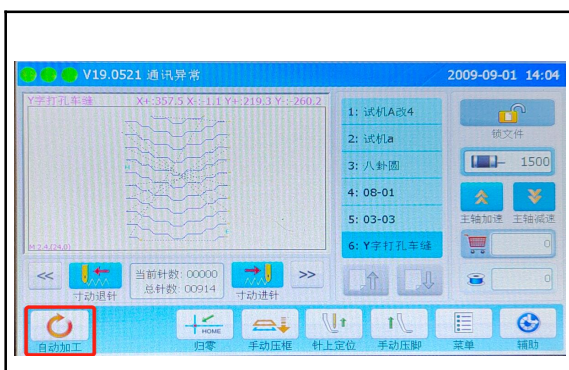 V19.0521 通讯异常
2009-09-01 14:04
Y字打孔车缝 X+:357.5 X-:-1.1 Y+:219.3 Y-:-260.2
M:2.4,(24.0)
1: 试机A改4
2: 试机a
3: 八卦圆
4: 08-01
5: 03-03
6: Y字打孔车缝
锁文件
1500
主轴加速 主轴减速
0
0
<< 寸动退针
当前针数: 00000
总针数: 00914
寸动进针 >>
自动加工
HOME
归零
手动压框
针上定位
手动压脚
菜单
辅助